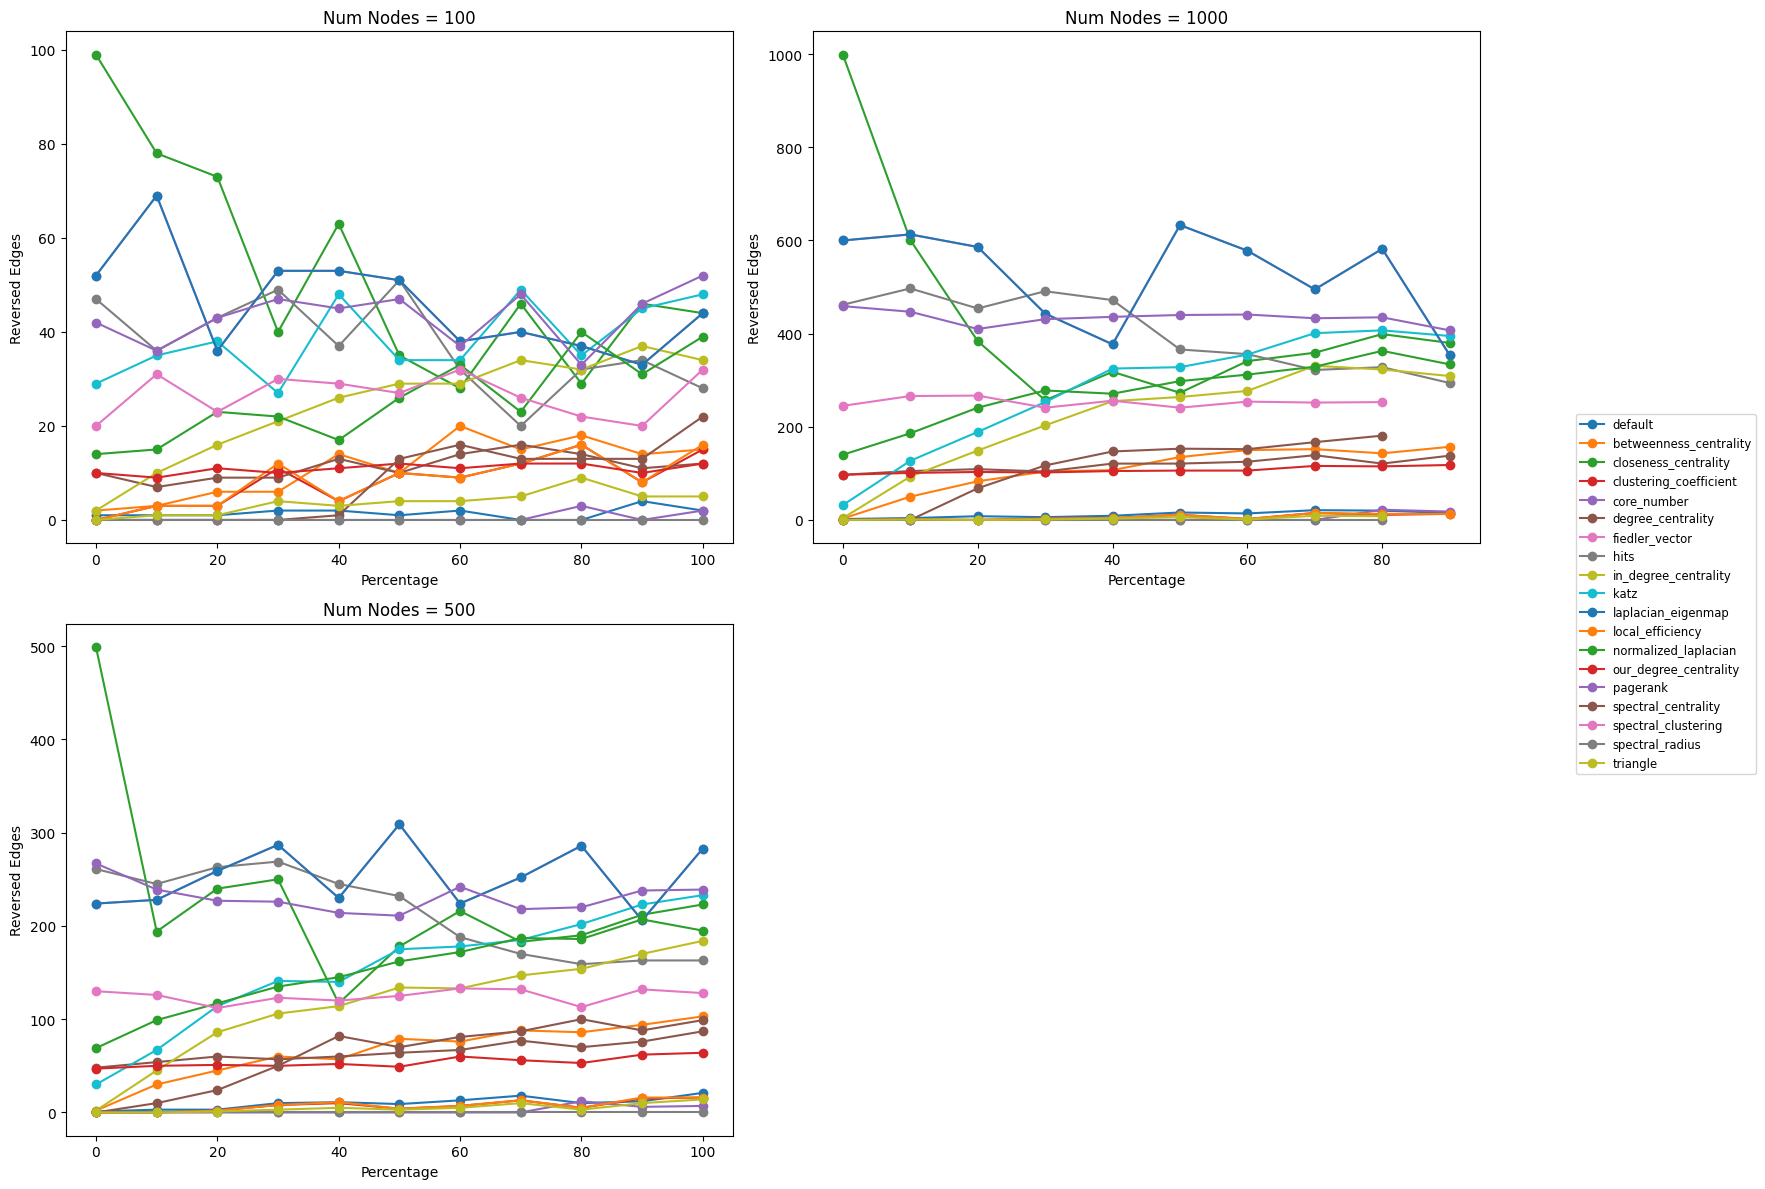 Num Nodes = 100
100
80
60
40
20
0
Reversed Edges
0 20 40 60 80 100
Percentage
Num Nodes = 1000
1000
800
600
400
200
0
Reversed Edges
0 20 40 60 80
Percentage
Num Nodes = 500
500
400
300
200
100
0
Reversed Edges
0 20 40 60 80 100
Percentage
default
betweenness_centrality
closeness_centrality
clustering_coefficient
core_number
degree_centrality
fiedler_vector
hits
in_degree_centrality
katz
laplacian_eigenmap
local_efficiency
normalized_laplacian
our_degree_centrality
pagerank
spectral_centrality
spectral_clustering
spectral_radius
triangle